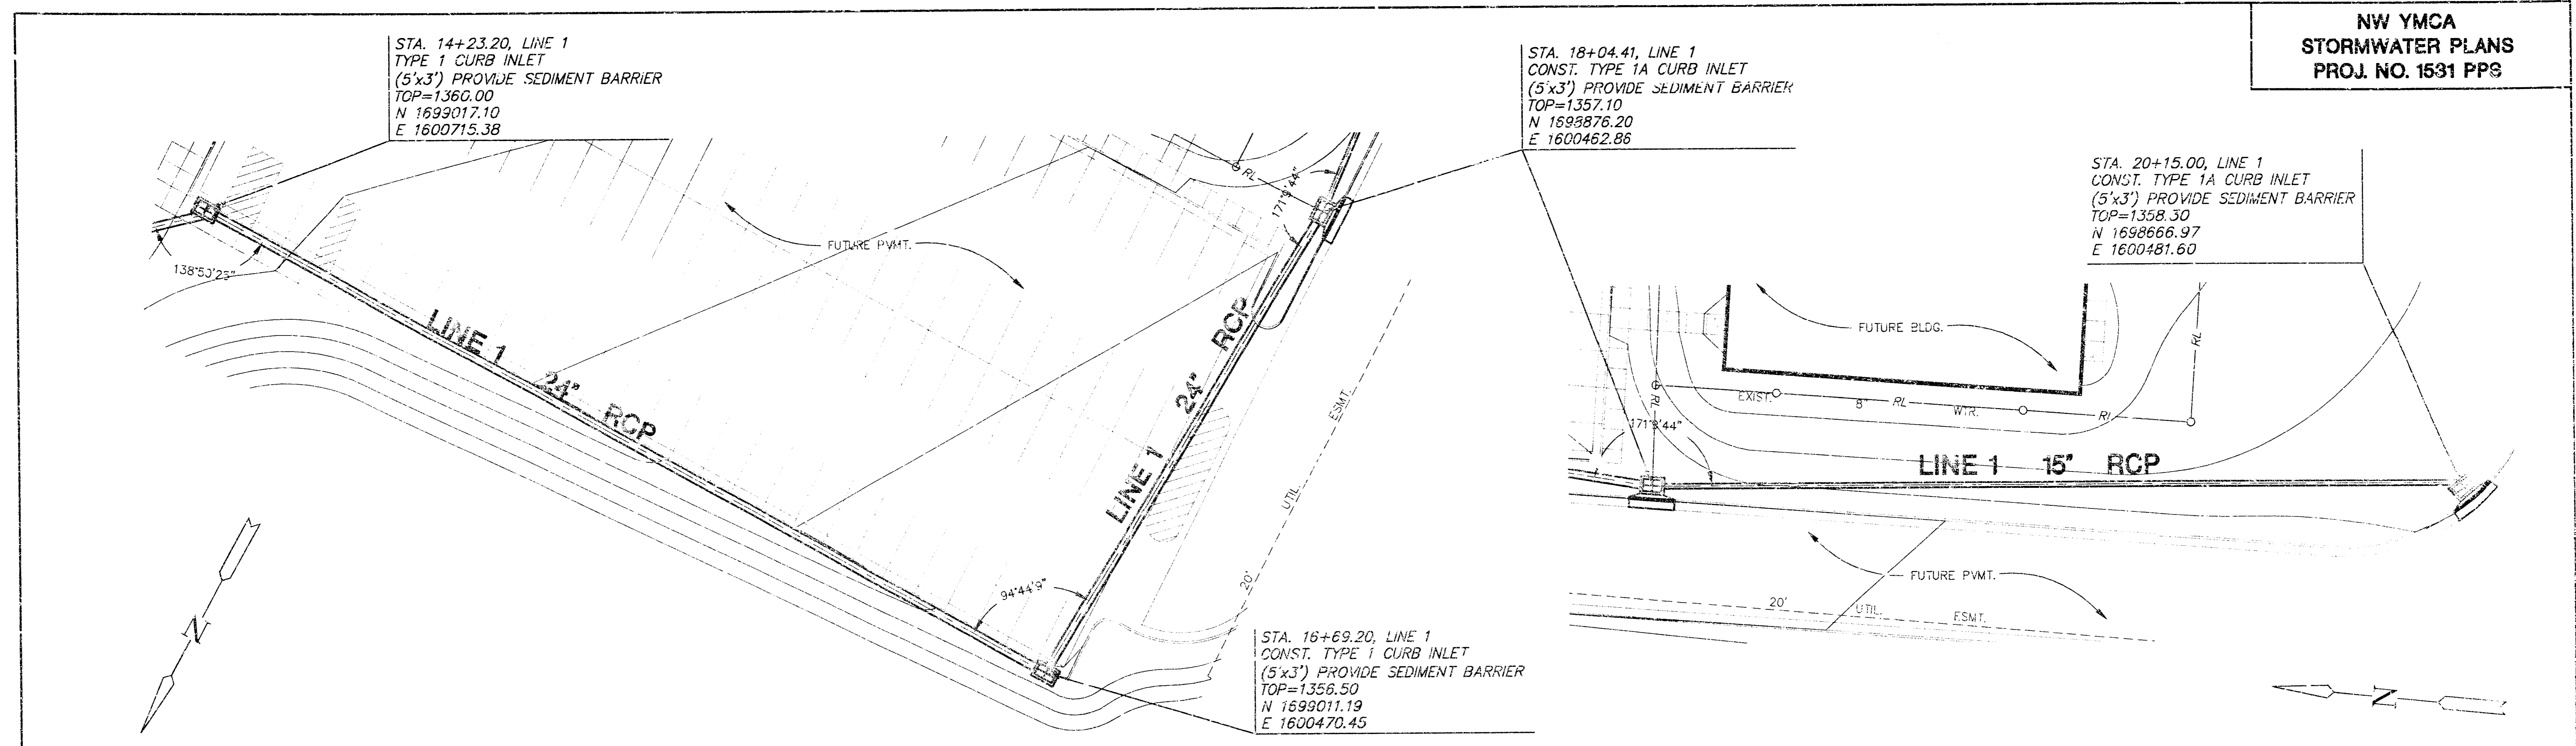 NW YMCA
STORMWATER PLANS
PROJ. NO. 1531 PPS
STA. 14+23.20, LINE 1
TYPE 1 CURB INLET
(5'x3') PROVIDE SEDIMENT BARRIER
TOP=1360.00
N 1699017.10
E 1600715.38
STA. 18+04.41, LINE 1
CONST. TYPE 1A CURB INLET
(5'x3') PROVIDE SEDIMENT BARRIER
TOP=1357.10
N 1698876.20
E 1600462.86
STA. 20+15.00, LINE 1
CONST. TYPE 1A CURB INLET
(5'x3') PROVIDE SEDIMENT BARRIER
TOP=1358.30
N 1698666.97
E 1600481.60
RL
171°9'44"
FUTURE PVMT.
138°50'25"
LINE 1 24" RCP
LINE 1 24" RCP
94°44'9"
20' UTIL. ESMT.
STA. 16+69.20, LINE 1
CONST. TYPE 1 CURB INLET
(5'x3') PROVIDE SEDIMENT BARRIER
TOP=1356.50
N 1699011.19
E 1600470.45
N
FUTURE BLDG.
RL
RL
EXIST. 8" RL WTR. RL
171°9'44"
LINE 1 15" RCP
FUTURE PVMT.
20' UTIL. ESMT.
N